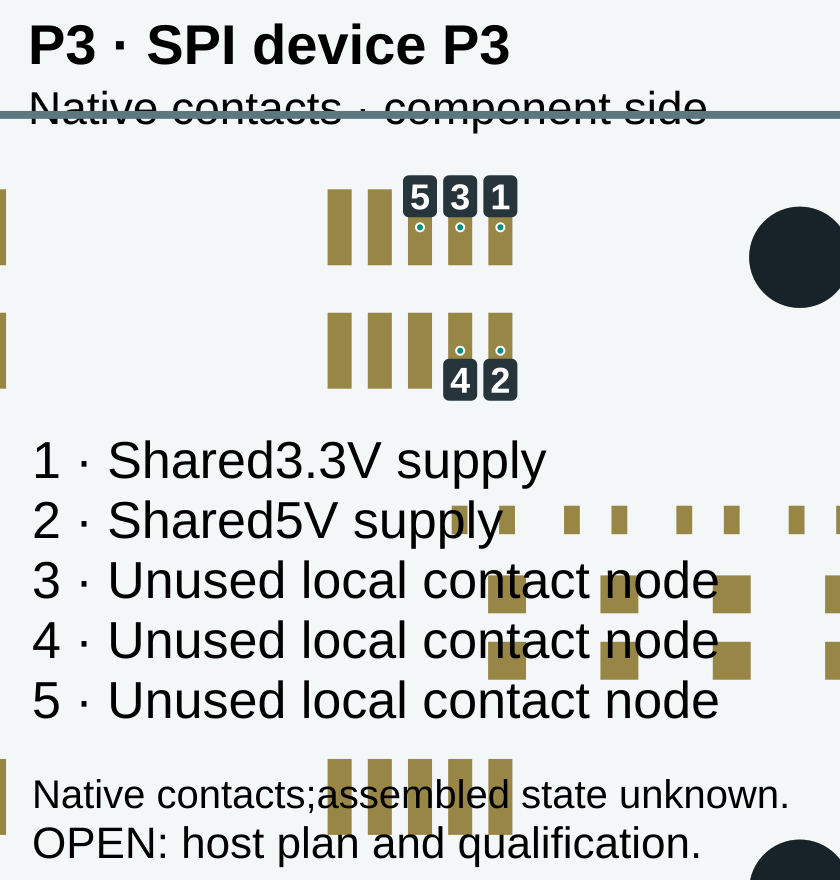 P3 · SPI device P3
Native contacts · component side
5 3 1
4 2
1 · Shared3.3V supply
2 · Shared5V supply
3 · Unused local contact node
4 · Unused local contact node
5 · Unused local contact node
Native contacts;assembled state unknown.
OPEN: host plan and qualification.